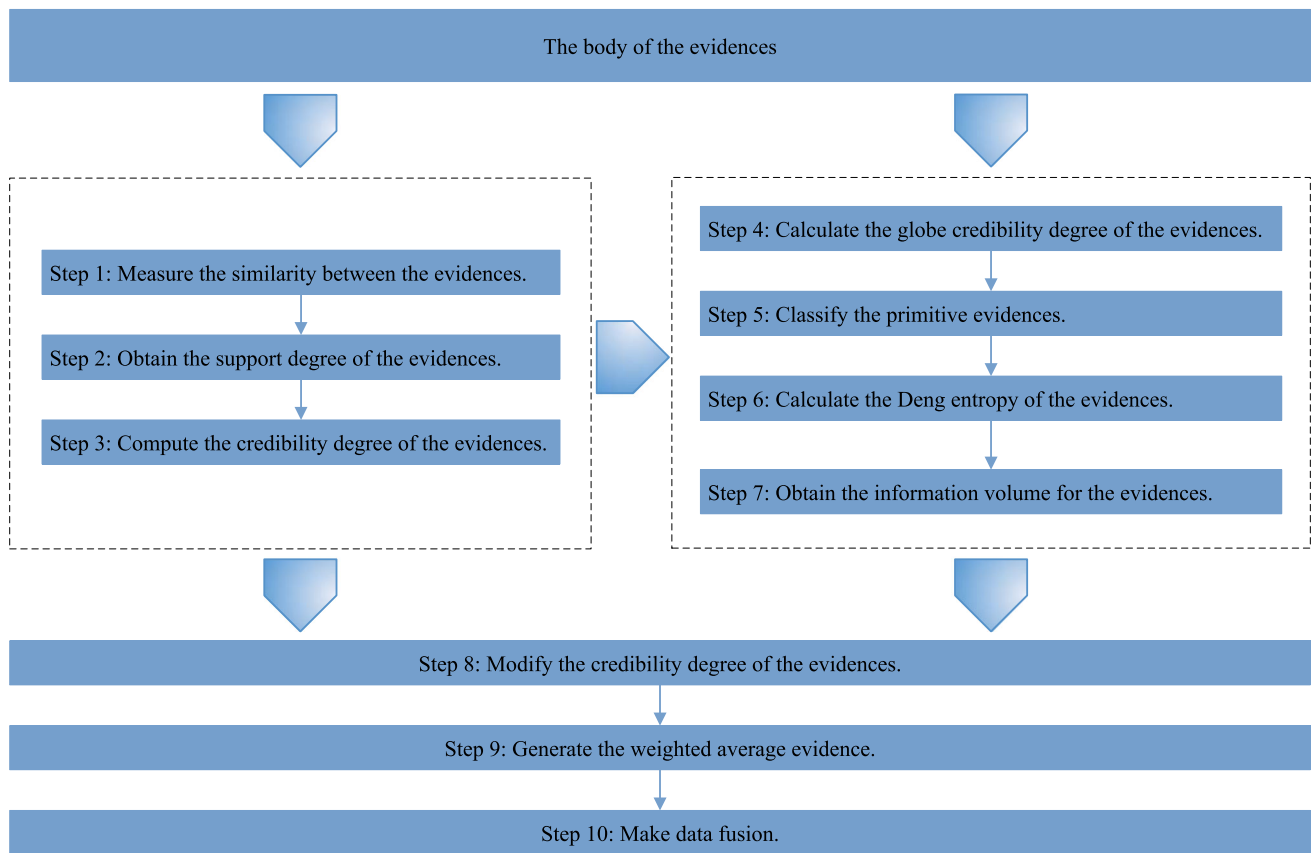 The body of the evidences
Step 1: Measure the similarity between the evidences.
Step 2: Obtain the support degree of the evidences.
Step 3: Compute the credibility degree of the evidences.
Step 4: Calculate the globe credibility degree of the evidences.
Step 5: Classify the primitive evidences.
Step 6: Calculate the Deng entropy of the evidences.
Step 7: Obtain the information volume for the evidences.
Step 8: Modify the credibility degree of the evidences.
Step 9: Generate the weighted average evidence.
Step 10: Make data fusion.